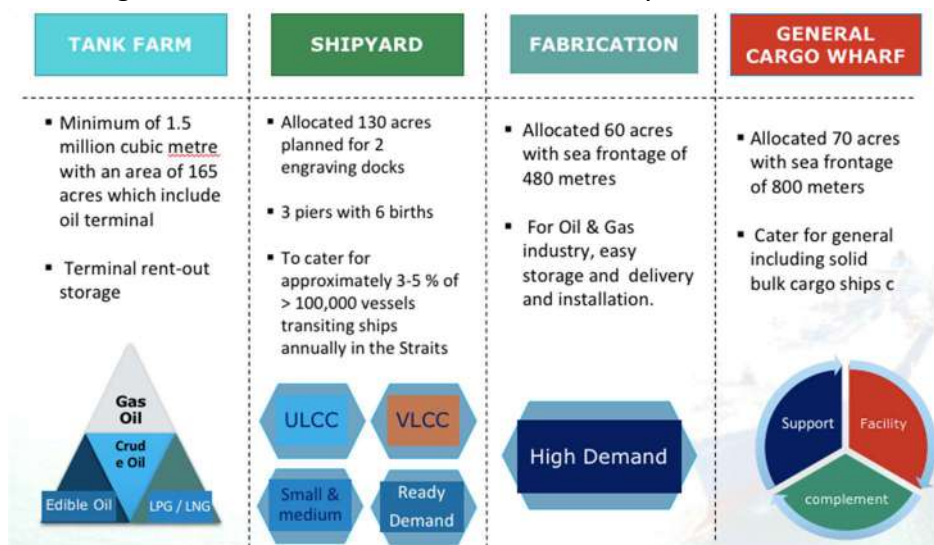 TANK FARM
SHIPYARD
FABRICATION
GENERAL
CARGO WHARF
▪ Minimum of 1.5
million cubic metre
with an area of 165
acres which include
oil terminal
▪ Terminal rent-out
storage
Gas
Oil
Crud
e Oil
Edible Oil
LPG / LNG
▪ Allocated 130 acres
planned for 2
engraving docks
▪ 3 piers with 6 births
▪ To cater for
approximately 3-5 % of
> 100,000 vessels
transiting ships
annually in the Straits
ULCC
VLCC
Small &
medium
Ready
Demand
▪ Allocated 60 acres
with sea frontage of
480 metres
▪ For Oil & Gas
industry, easy
storage and delivery
and installation.
High Demand
▪ Allocated 70 acres
with sea frontage
of 800 meters
▪ Cater for general
including solid
bulk cargo ships c
Support
Facility
complement